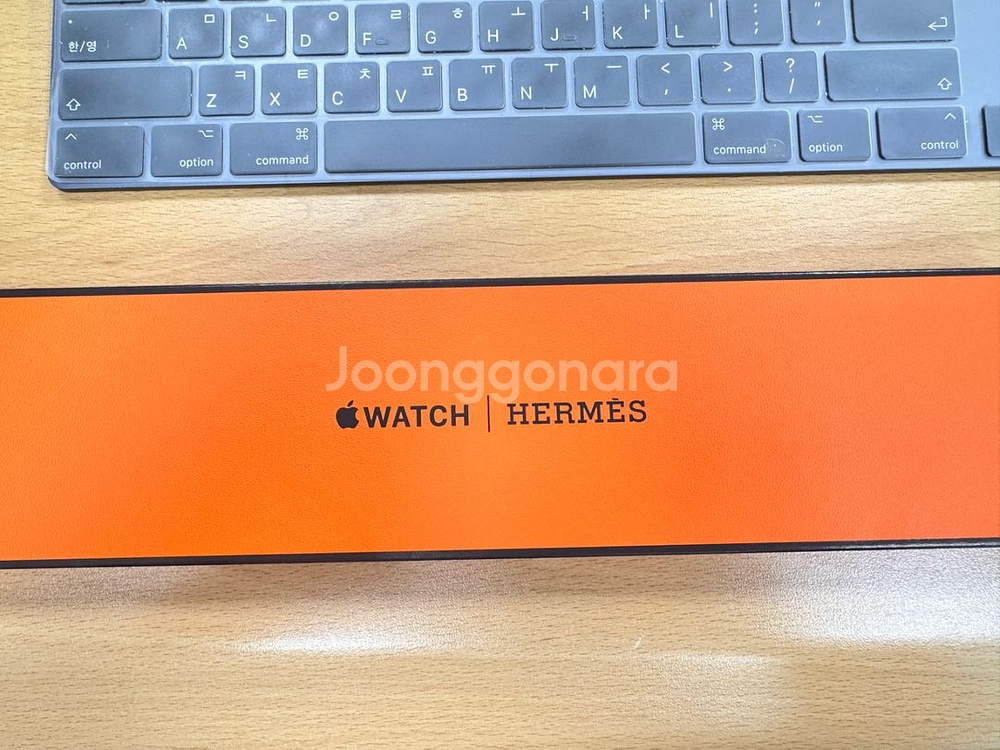 한/영 ㅁ A ㄴ S ㅇ D ㄹ F ㅎ G ㅗ H ㅓ J ㅏ K ㅣ L : ; " '
ㅋ Z ㅌ X ㅊ C ㅍ V ㅠ B ㅜ N ㅡ M < , > . ? /
control option ⌘ command ⌘ command option control
Joonggonara
WATCH | HERMÈS